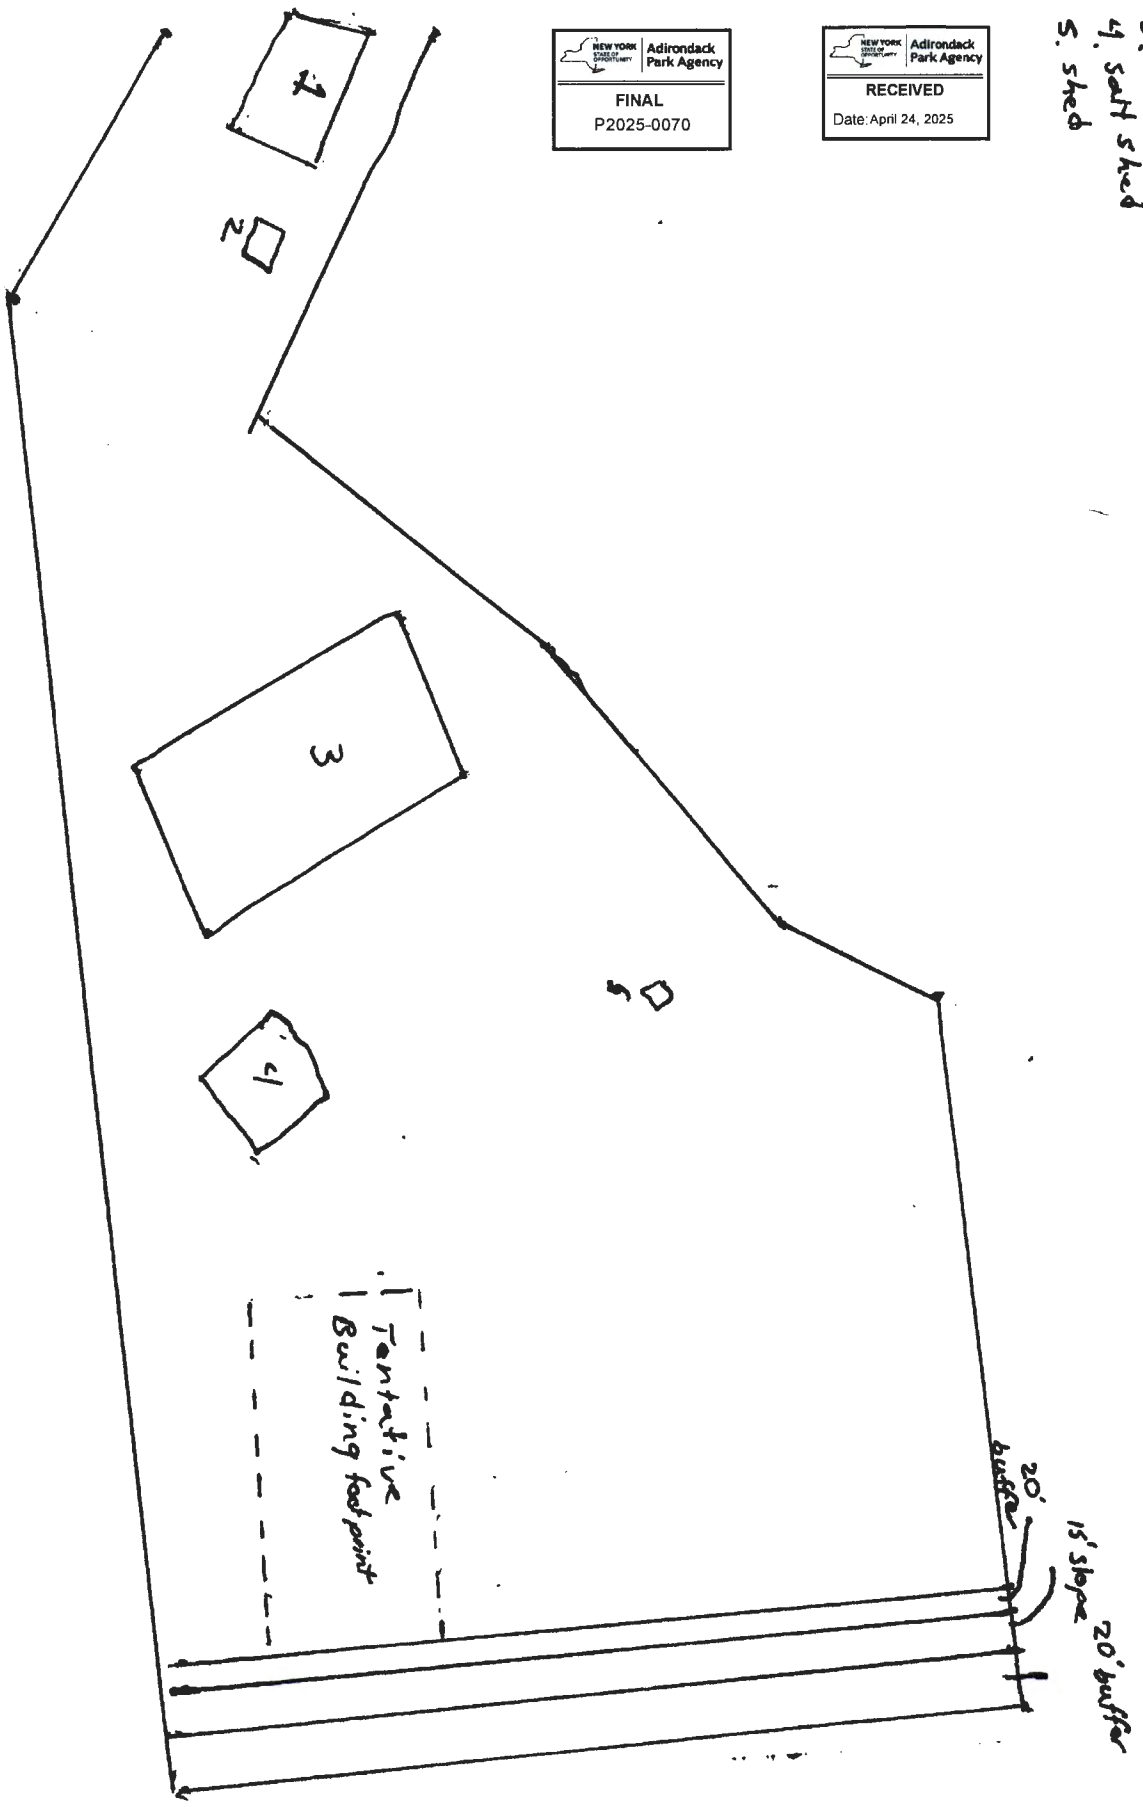 4. salt shed
5. shed
NEW YORK
STATE OF
OPPORTUNITY
Adirondack
Park Agency
FINAL
P2025-0070
NEW YORK
STATE OF
OPPORTUNITY
Adirondack
Park Agency
RECEIVED
Date: April 24, 2025
1
2
3
4
5
Tentative
Building footprint
20'
buffer
15' slope
20' buffer